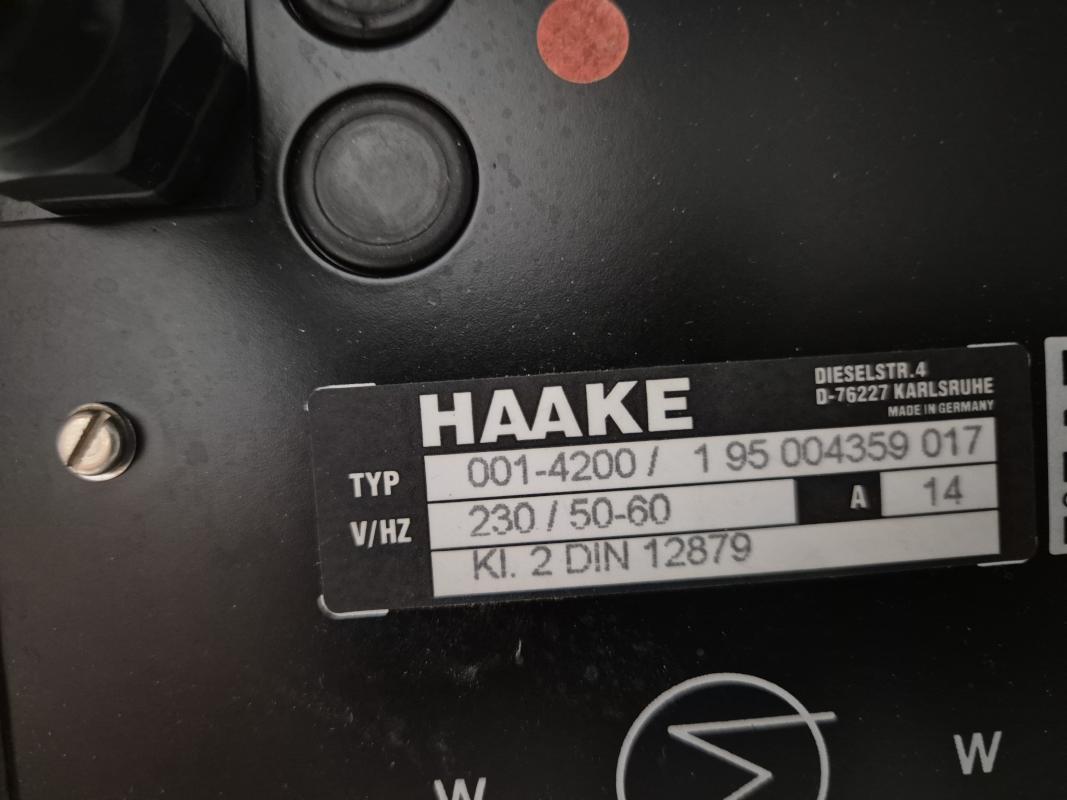 HAAKE
DIESELSTR.4
D-76227 KARLSRUHE
MADE IN GERMANY
TYP 001-4200 / 1 95 004359 017
V/HZ 230 / 50-60 A 14
Kl. 2 DIN 12879
W W